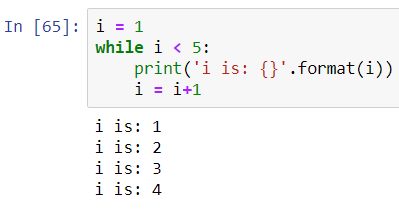 In [65]: i = 1
while i < 5:
    print('i is: {}'.format(i))
    i = i+1
i is: 1
i is: 2
i is: 3
i is: 4